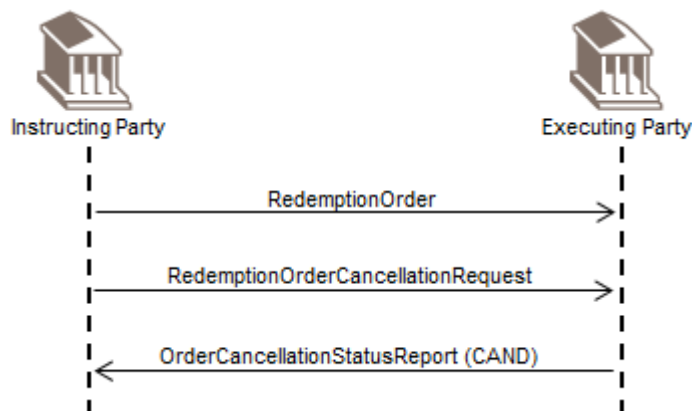 Instructing Party
Executing Party
RedemptionOrder
RedemptionOrderCancellationRequest
OrderCancellationStatusReport (CAND)